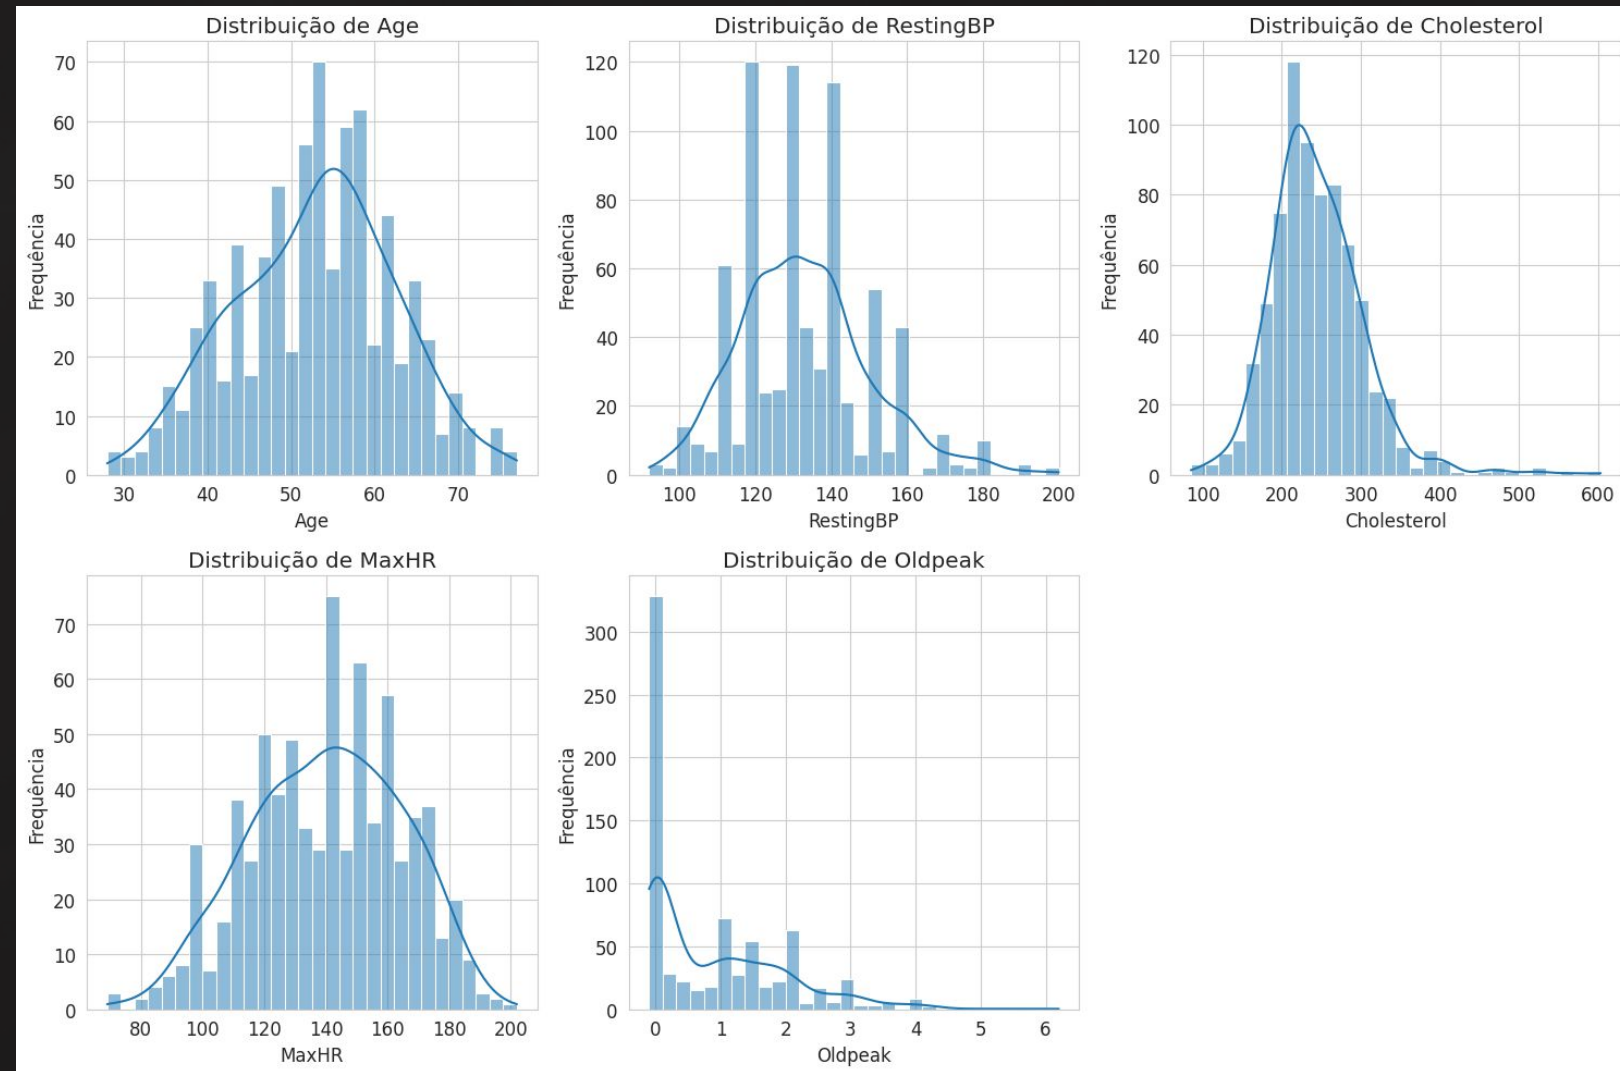 Distribuição de Age
70
60
50
40
30
20
10
0
Frequência
30 40 50 60 70
Age
Distribuição de RestingBP
120
100
80
60
40
20
0
Frequência
100 120 140 160 180 200
RestingBP
Distribuição de Cholesterol
120
100
80
60
40
20
0
Frequência
100 200 300 400 500 600
Cholesterol
Distribuição de MaxHR
70
60
50
40
30
20
10
0
Frequência
80 100 120 140 160 180 200
MaxHR
Distribuição de Oldpeak
300
250
200
150
100
50
0
Frequência
0 1 2 3 4 5 6
Oldpeak